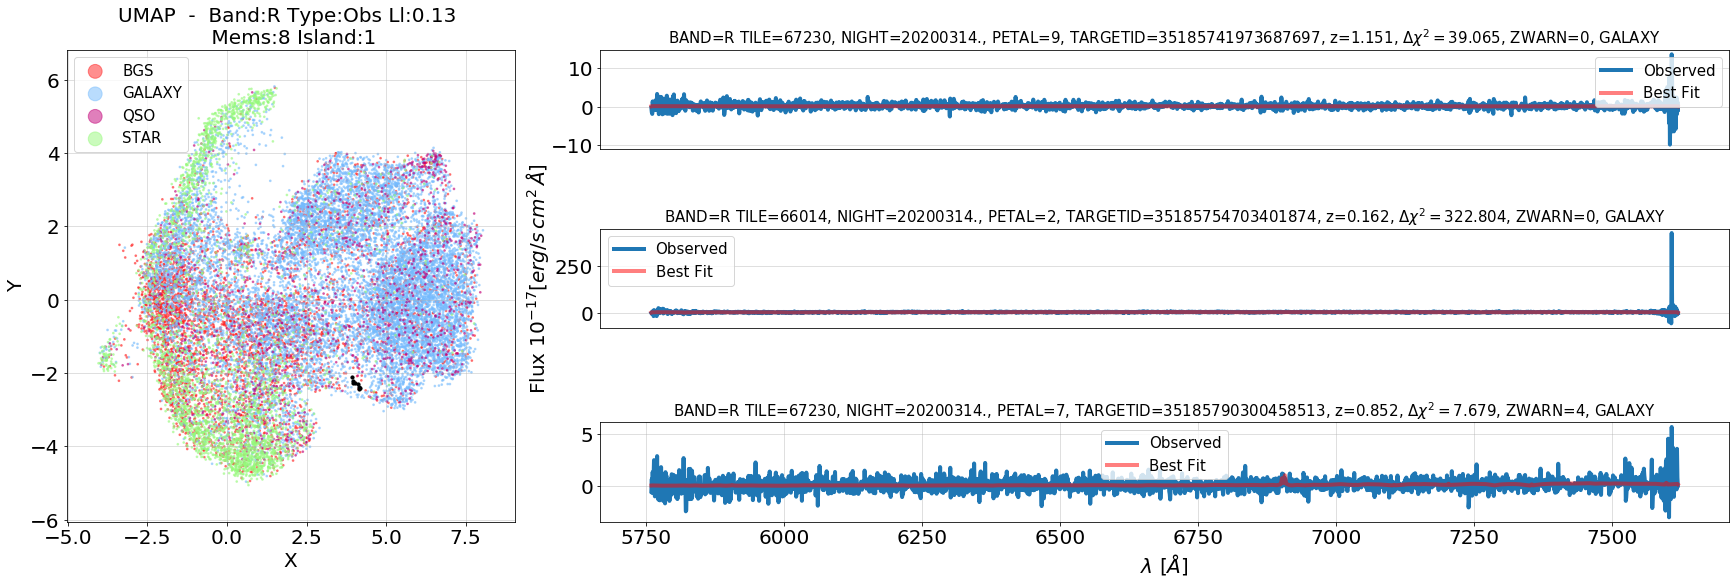 UMAP - Band:R Type:Obs Ll:0.13
Mems:8 Island:1
BGS
GALAXY
QSO
STAR
6
4
2
0
−2
−4
−6
Y
−5.0 −2.5 0.0 2.5 5.0 7.5
X
Flux 10⁻¹⁷[erg/s cm² Å]
BAND=R TILE=67230, NIGHT=20200314., PETAL=9, TARGETID=35185741973687697, z=1.151, Δχ² = 39.065, ZWARN=0, GALAXY
10
0
−10
Observed
Best Fit
BAND=R TILE=66014, NIGHT=20200314., PETAL=2, TARGETID=35185754703401874, z=0.162, Δχ² = 322.804, ZWARN=0, GALAXY
250
0
Observed
Best Fit
BAND=R TILE=67230, NIGHT=20200314., PETAL=7, TARGETID=35185790300458513, z=0.852, Δχ² = 7.679, ZWARN=4, GALAXY
5
0
Observed
Best Fit
5750 6000 6250 6500 6750 7000 7250 7500
λ [Å]